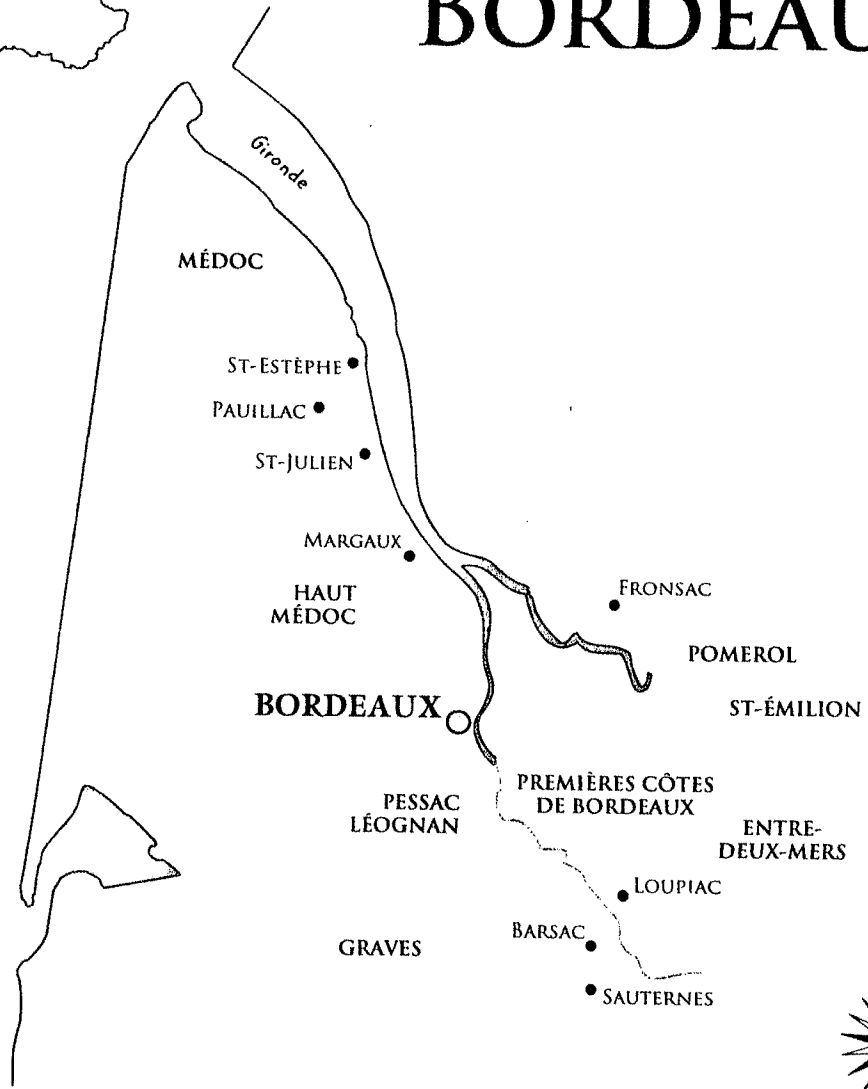 BORDEAU
Gironde
MÉDOC
ST-ESTÈPHE
PAUILLAC
ST-JULIEN
MARGAUX
HAUT
MÉDOC
FRONSAC
POMEROL
ST-ÉMILION
BORDEAUX
PREMIÈRES CÔTES
DE BORDEAUX
PESSAC
LÉOGNAN
ENTRE-
DEUX-MERS
LOUPIAC
BARSAC
GRAVES
SAUTERNES